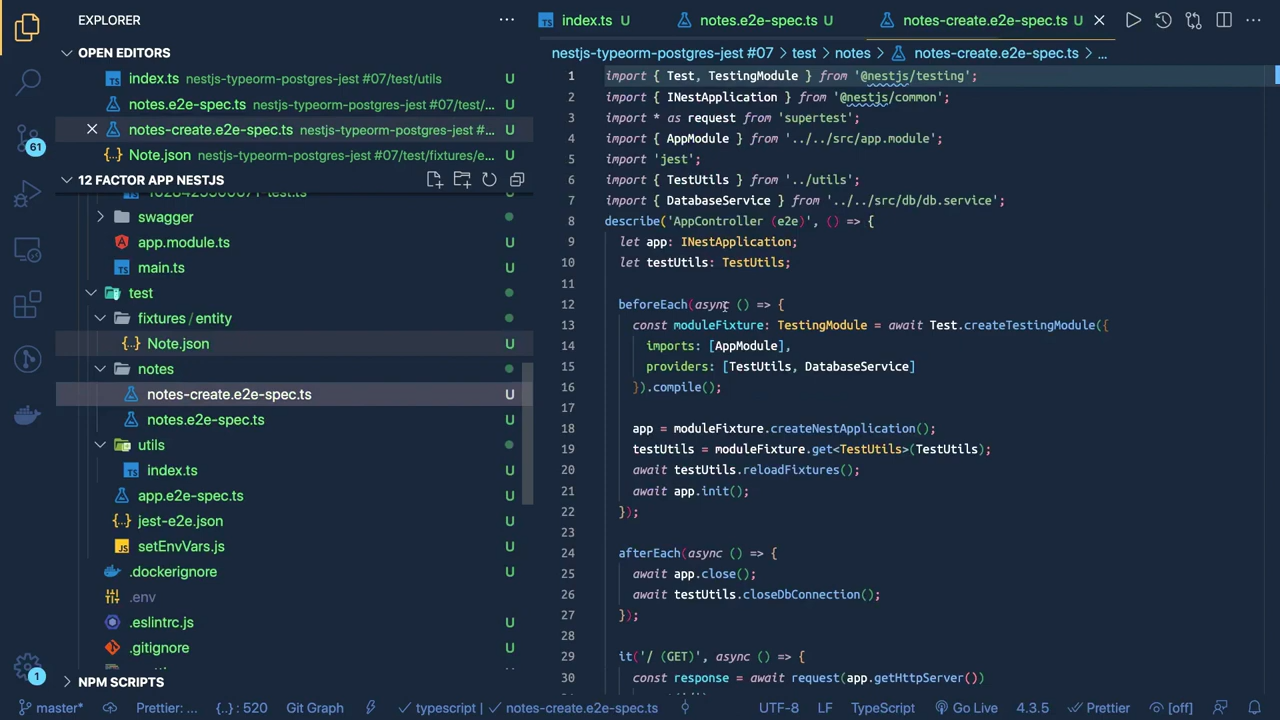 EXPLORER
OPEN EDITORS
index.ts nestjs-typeorm-postgres-jest #07/test/utils U
notes.e2e-spec.ts nestjs-typeorm-postgres-jest #07/test/... U
notes-create.e2e-spec.ts nestjs-typeorm-postgres-jest #... U
Note.json nestjs-typeorm-postgres-jest #07/test/fixtures/e... U
61
12 FACTOR APP NESTJS
swagger
app.module.ts U
main.ts U
test
fixtures / entity
Note.json U
notes
notes-create.e2e-spec.ts U
notes.e2e-spec.ts U
utils
index.ts U
app.e2e-spec.ts U
jest-e2e.json U
setEnvVars.js U
.dockerignore U
.env
.eslintrc.js U
.gitignore U
NPM SCRIPTS
1
index.ts U notes.e2e-spec.ts U notes-create.e2e-spec.ts U
nestjs-typeorm-postgres-jest #07 > test > notes > notes-create.e2e-spec.ts > ...
1 import { Test, TestingModule } from '@nestjs/testing';
2 import { INestApplication } from '@nestjs/common';
3 import * as request from 'supertest';
4 import { AppModule } from '../../src/app.module';
5 import 'jest';
6 import { TestUtils } from '../utils';
7 import { DatabaseService } from '../../src/db/db.service';
8 describe('AppController (e2e)', () => {
9 let app: INestApplication;
10 let testUtils: TestUtils;
11
12 beforeEach(async () => {
13 const moduleFixture: TestingModule = await Test.createTestingModule({
14 imports: [AppModule],
15 providers: [TestUtils, DatabaseService]
16 }).compile();
17
18 app = moduleFixture.createNestApplication();
19 testUtils = moduleFixture.get<TestUtils>(TestUtils);
20 await testUtils.reloadFixtures();
21 await app.init();
22 });
23
24 afterEach(async () => {
25 await app.close();
26 await testUtils.closeDbConnection();
27 });
28
29 it('/ (GET)', async () => {
30 const response = await request(app.getHttpServer())
master* Prettier: ... {..} : 520 Git Graph typescript | notes-create.e2e-spec.ts UTF-8 LF TypeScript Go Live 4.3.5 Prettier [off]